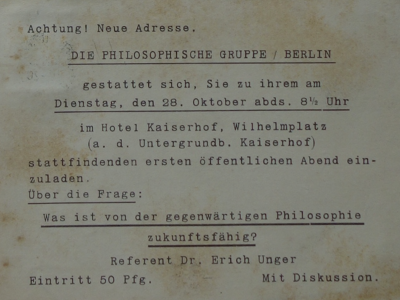 Achtung! Neue Adresse.
DIE PHILOSOPHISCHE GRUPPE / BERLIN
gestattet sich, Sie zu ihrem am
Dienstag, den 28. Oktober abds. 8½ Uhr
im Hotel Kaiserhof, Wilhelmplatz
(a. d. Untergrundb. Kaiserhof)
stattfindenden ersten öffentlichen Abend ein-
zuladen.
Über die Frage:
Was ist von der gegenwärtigen Philosophie
zukunftsfähig?
Referent Dr. Erich Unger
Eintritt 50 Pfg. Mit Diskussion.